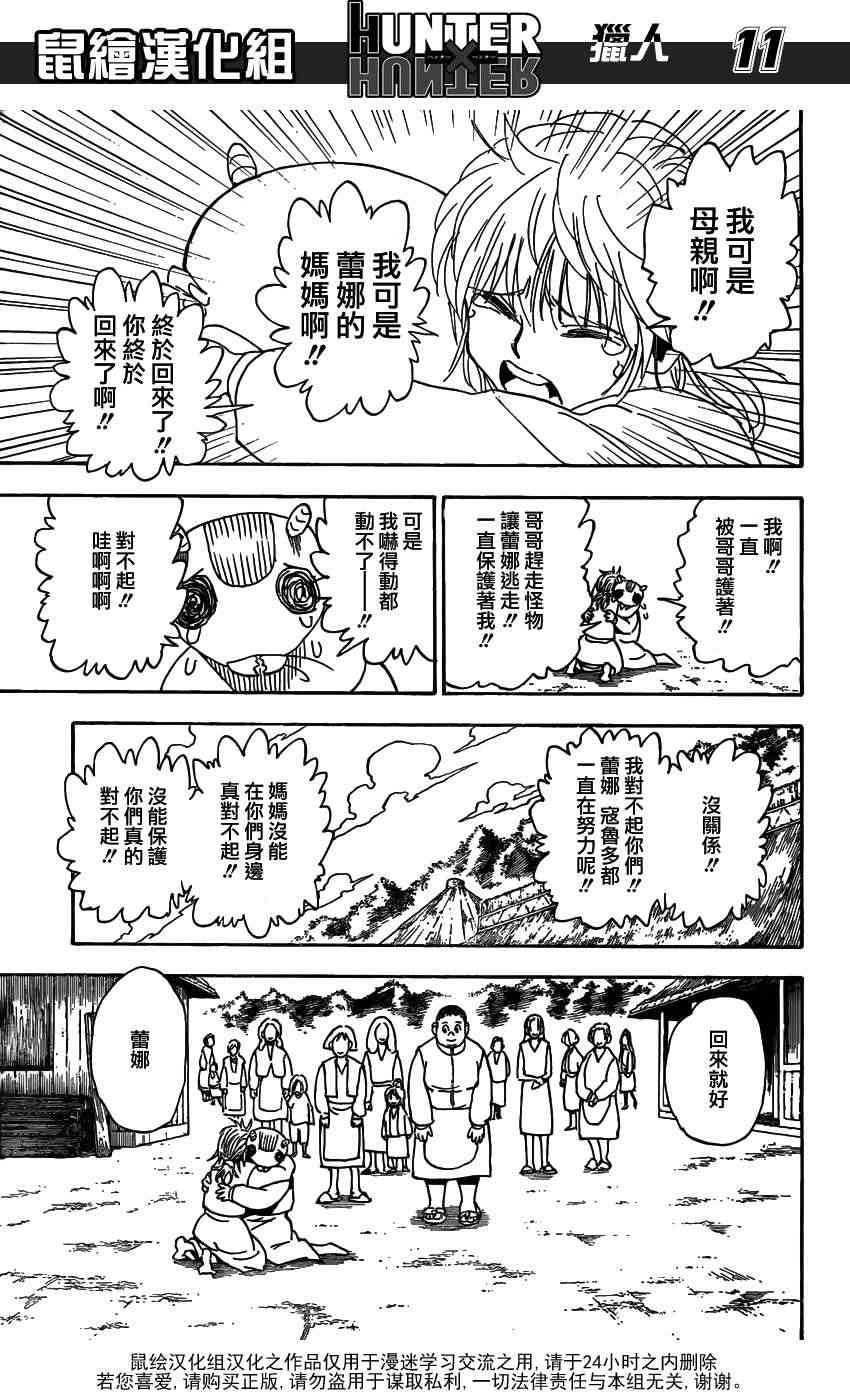 鼠繪漢化組
HUNTER
×
HUNTER
獵人
11
我可是
母親啊!!
我可是
蕾娜的
媽媽啊!!
終於回來了!!
你終於
回來了啊!!
我啊!!
一直
被哥哥護著!!
哥哥趕走怪物
讓蕾娜逃走!!
一直保護著我!!
可是
我嚇得動都
動不了——!!
對不起!!
哇啊啊啊
沒關係!!
我對不起你們!!
蕾娜 寇魯多都
一直在努力呢!!
媽媽沒能
在你們身邊
真對不起!!
沒能保護
你們真的
對不起!!
回來就好
蕾娜
鼠绘汉化组汉化之作品仅用于漫迷学习交流之用, 请于24小时之内删除
若您喜爱, 请购买正版, 请勿盗用于谋取私利, 一切法律责任与本组无关, 谢谢。